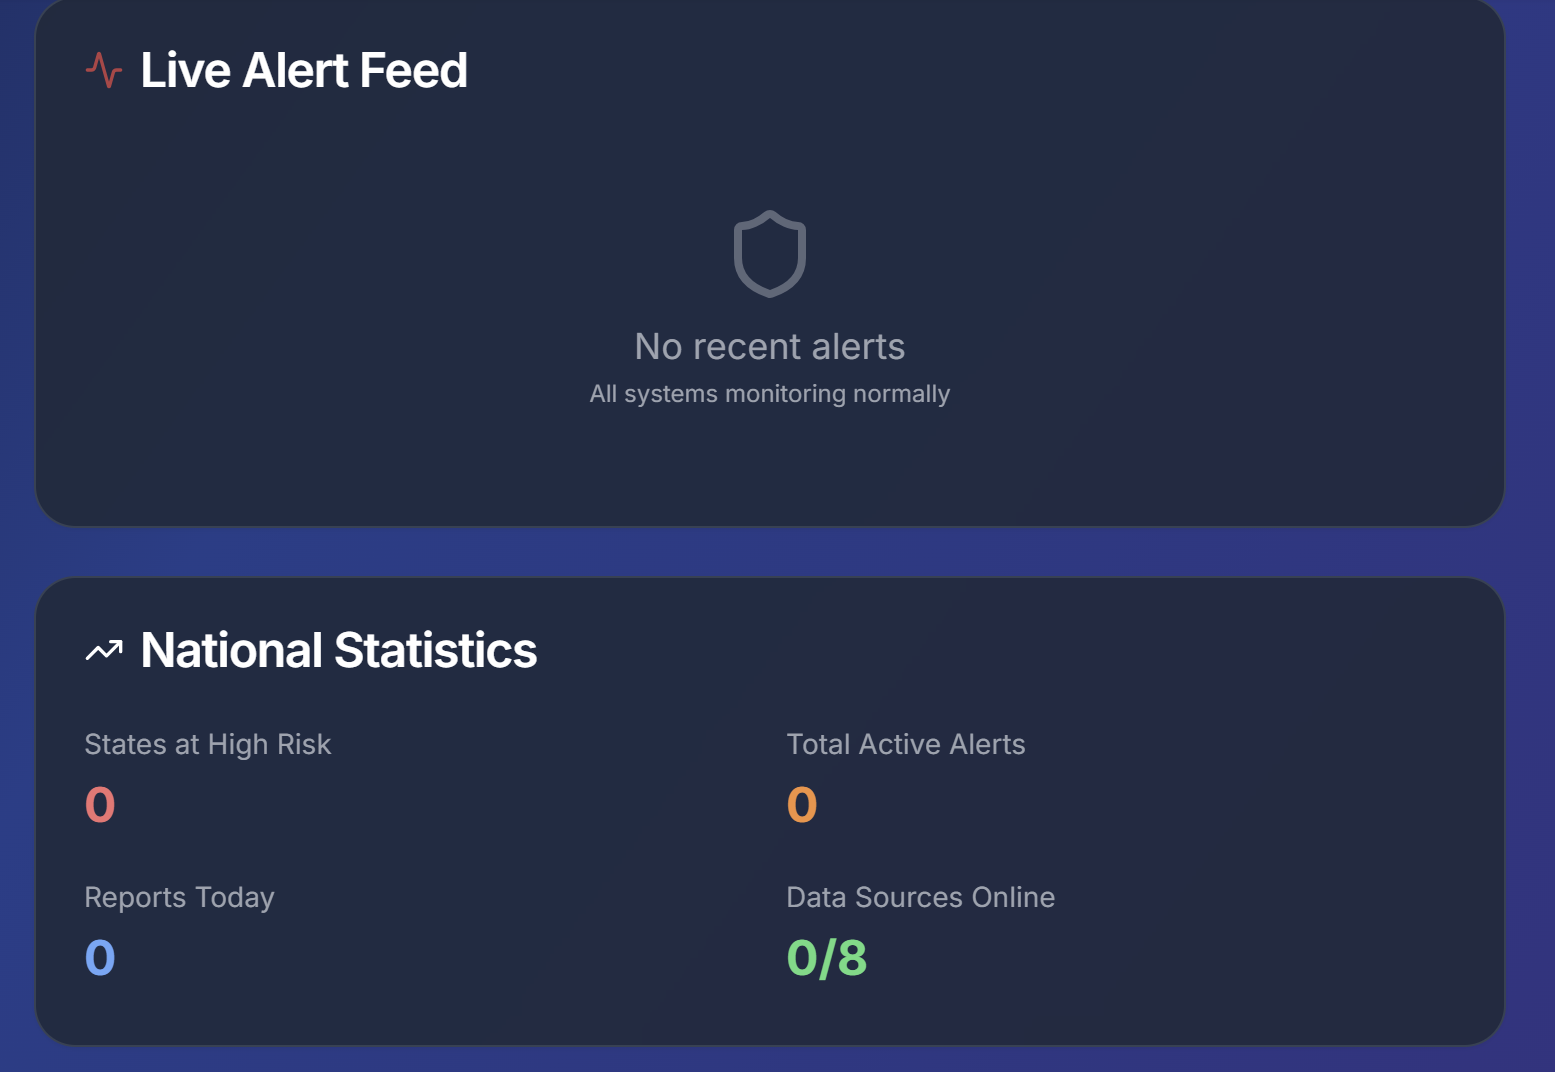 Live Alert Feed
No recent alerts
All systems monitoring normally
National Statistics
States at High Risk
0
Total Active Alerts
0
Reports Today
0
Data Sources Online
0/8